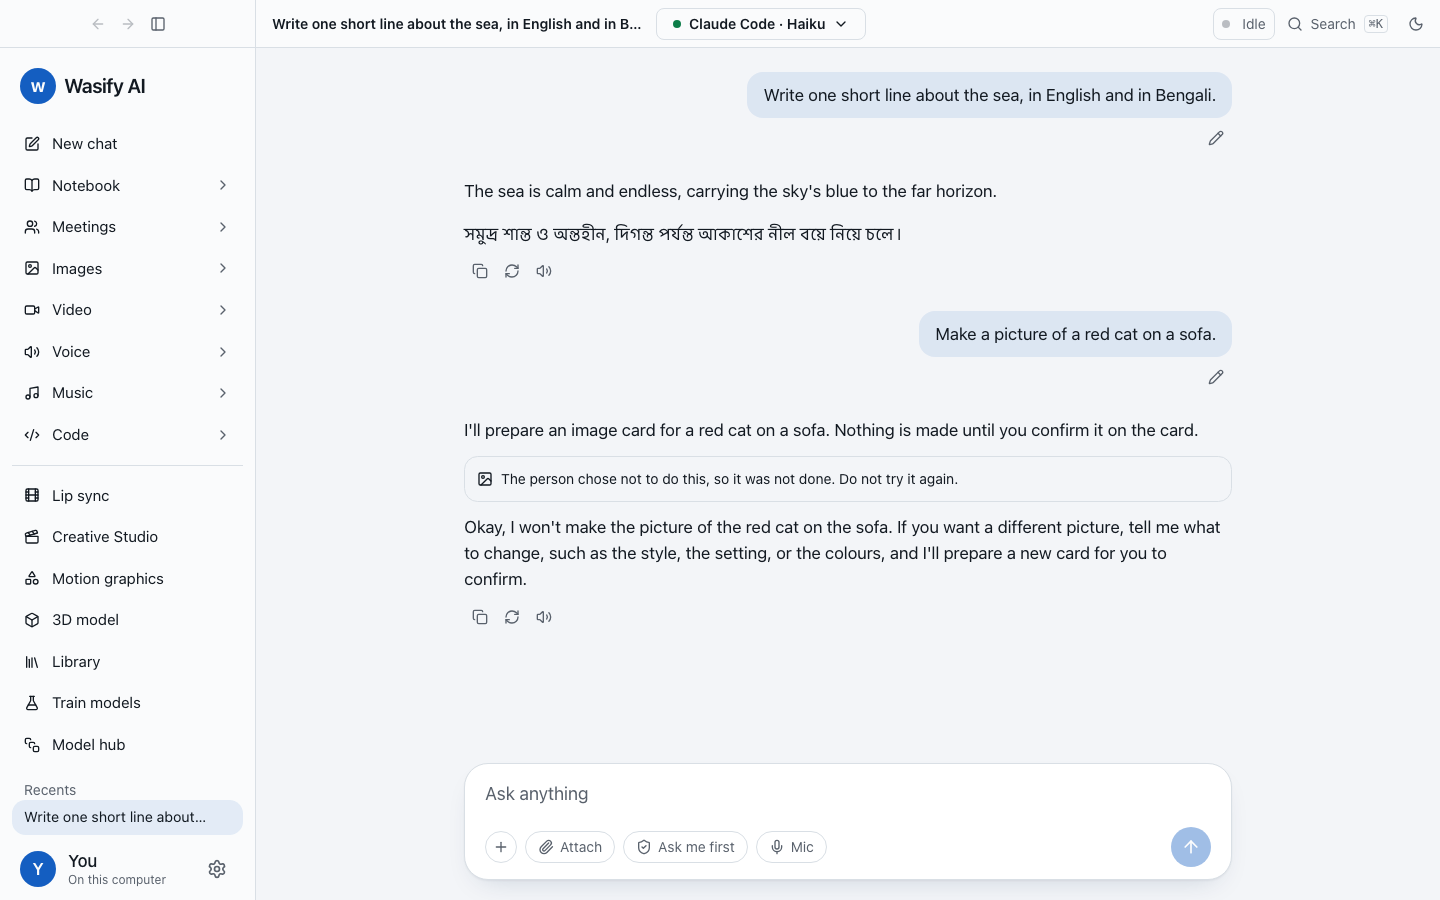 Write one short line about the sea, in English and in B...
Claude Code · Haiku
Idle
Search ⌘K
W Wasify AI
New chat
Notebook
Meetings
Images
Video
Voice
Music
Code
Lip sync
Creative Studio
Motion graphics
3D model
Library
Train models
Model hub
Recents
Write one short line about...
Y You
On this computer
Write one short line about the sea, in English and in Bengali.
The sea is calm and endless, carrying the sky's blue to the far horizon.
সমুদ্র শান্ত ও অন্তহীন, দিগন্ত পর্যন্ত আকাশের নীল বয়ে নিয়ে চলে।
Make a picture of a red cat on a sofa.
I'll prepare an image card for a red cat on a sofa. Nothing is made until you confirm it on the card.
The person chose not to do this, so it was not done. Do not try it again.
Okay, I won't make the picture of the red cat on the sofa. If you want a different picture, tell me what
to change, such as the style, the setting, or the colours, and I'll prepare a new card for you to
confirm.
Ask anything
Attach
Ask me first
Mic